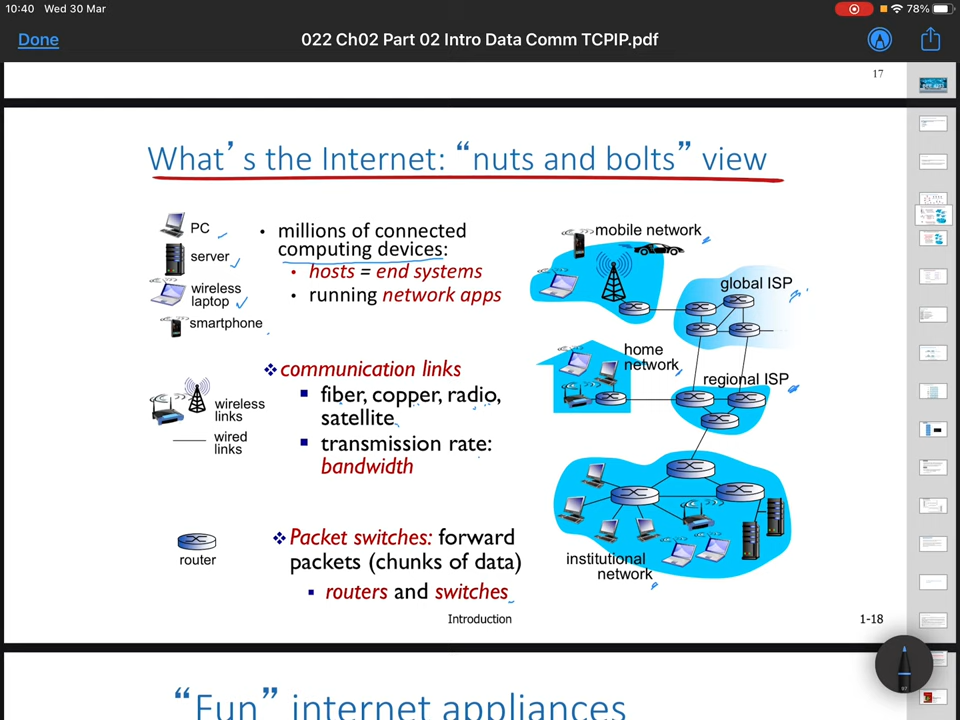 10:40 Wed 30 Mar
78%
Done
022 Ch02 Part 02 Intro Data Comm TCPIP.pdf
17
What's the Internet: “nuts and bolts” view
PC
server
wireless
laptop
smartphone
• millions of connected
computing devices:
• hosts = end systems
• running network apps
wireless
links
wired
links
❖communication links
▪ fiber, copper, radio,
satellite
▪ transmission rate:
bandwidth
router
❖Packet switches: forward
packets (chunks of data)
▪ routers and switches
mobile network
global ISP
home
network
regional ISP
institutional
network
Introduction
1-18
“Fun” internet appliances